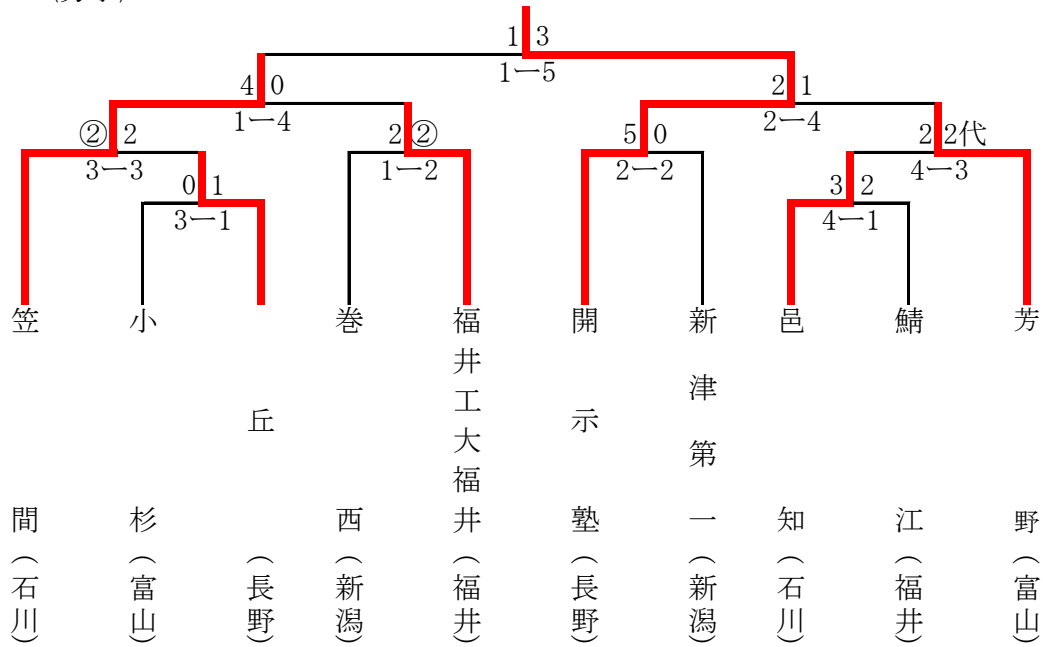 1 3
1ー5
4 0
1ー4
2 1
2ー4
② 2
3ー3
2 ②
1ー2
5 0
2ー2
2 2代
4ー3
0 1
3ー1
3 2
4ー1
笠間（石川）
小杉（富山）
丘（長野）
巻西（新潟）
福井工大福井（福井）
開示塾（長野）
新津第一（新潟）
邑知（石川）
鯖江（福井）
芳野（富山）